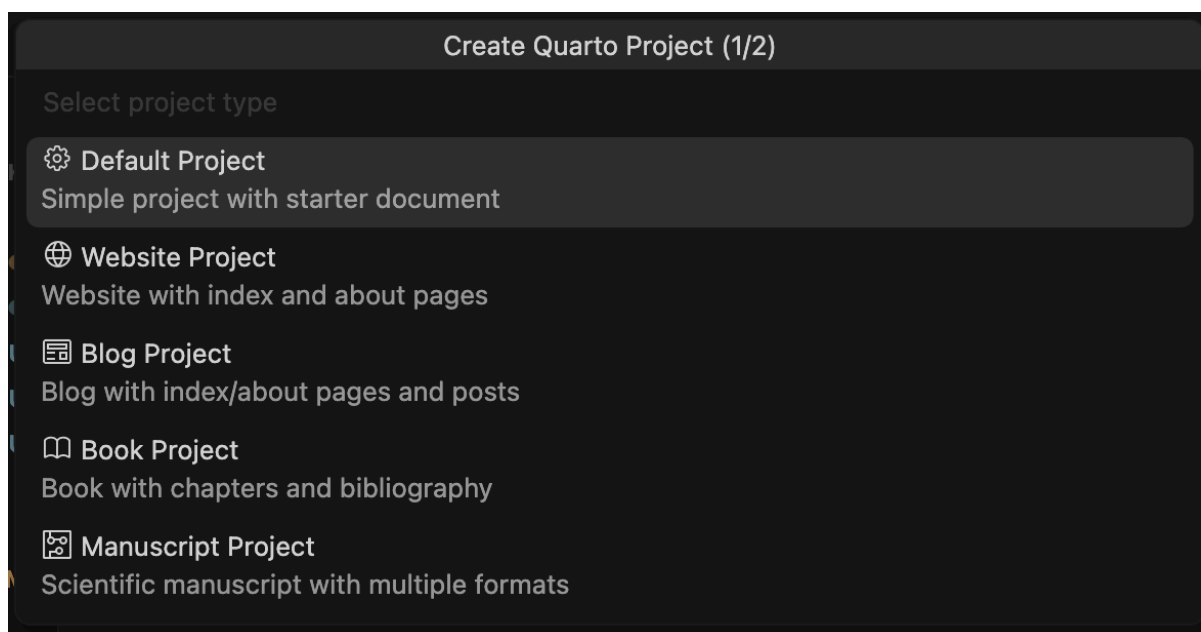 Create Quarto Project (1/2)
Select project type
Default Project
Simple project with starter document
Website Project
Website with index and about pages
Blog Project
Blog with index/about pages and posts
Book Project
Book with chapters and bibliography
Manuscript Project
Scientific manuscript with multiple formats